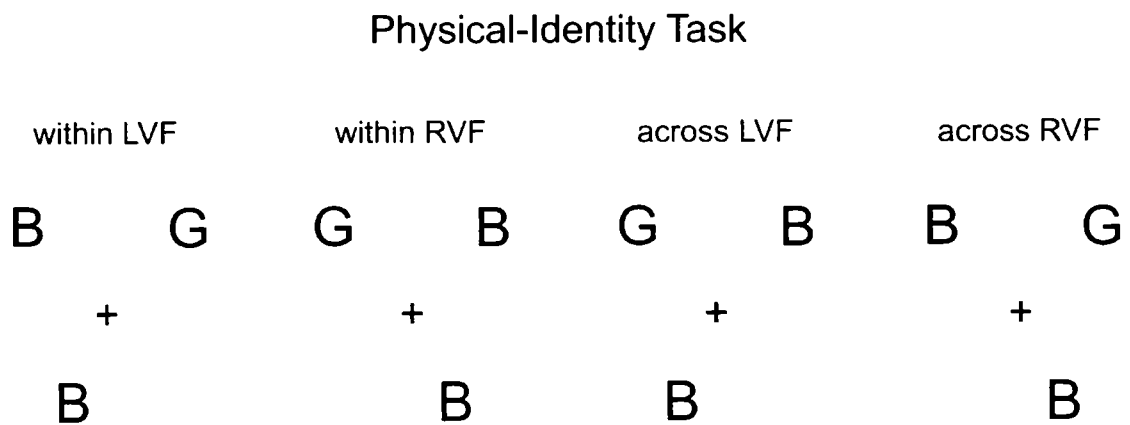 Physical-Identity Task
within LVF within RVF across LVF across RVF
B G G B G B B G
+ + + +
B B B B